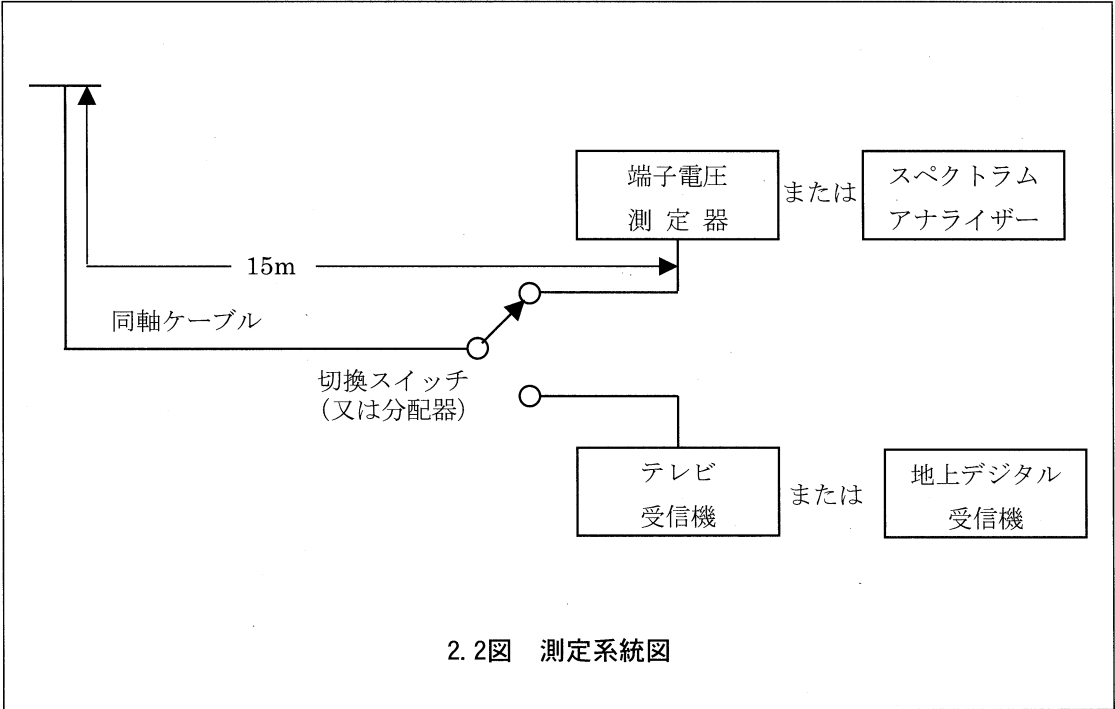 端子電圧
測 定 器
または
スペクトラム
アナライザー
15m
同軸ケーブル
切換スイッチ
(又は分配器)
テレビ
受信機
または
地上デジタル
受信機
2.2図 測定系統図